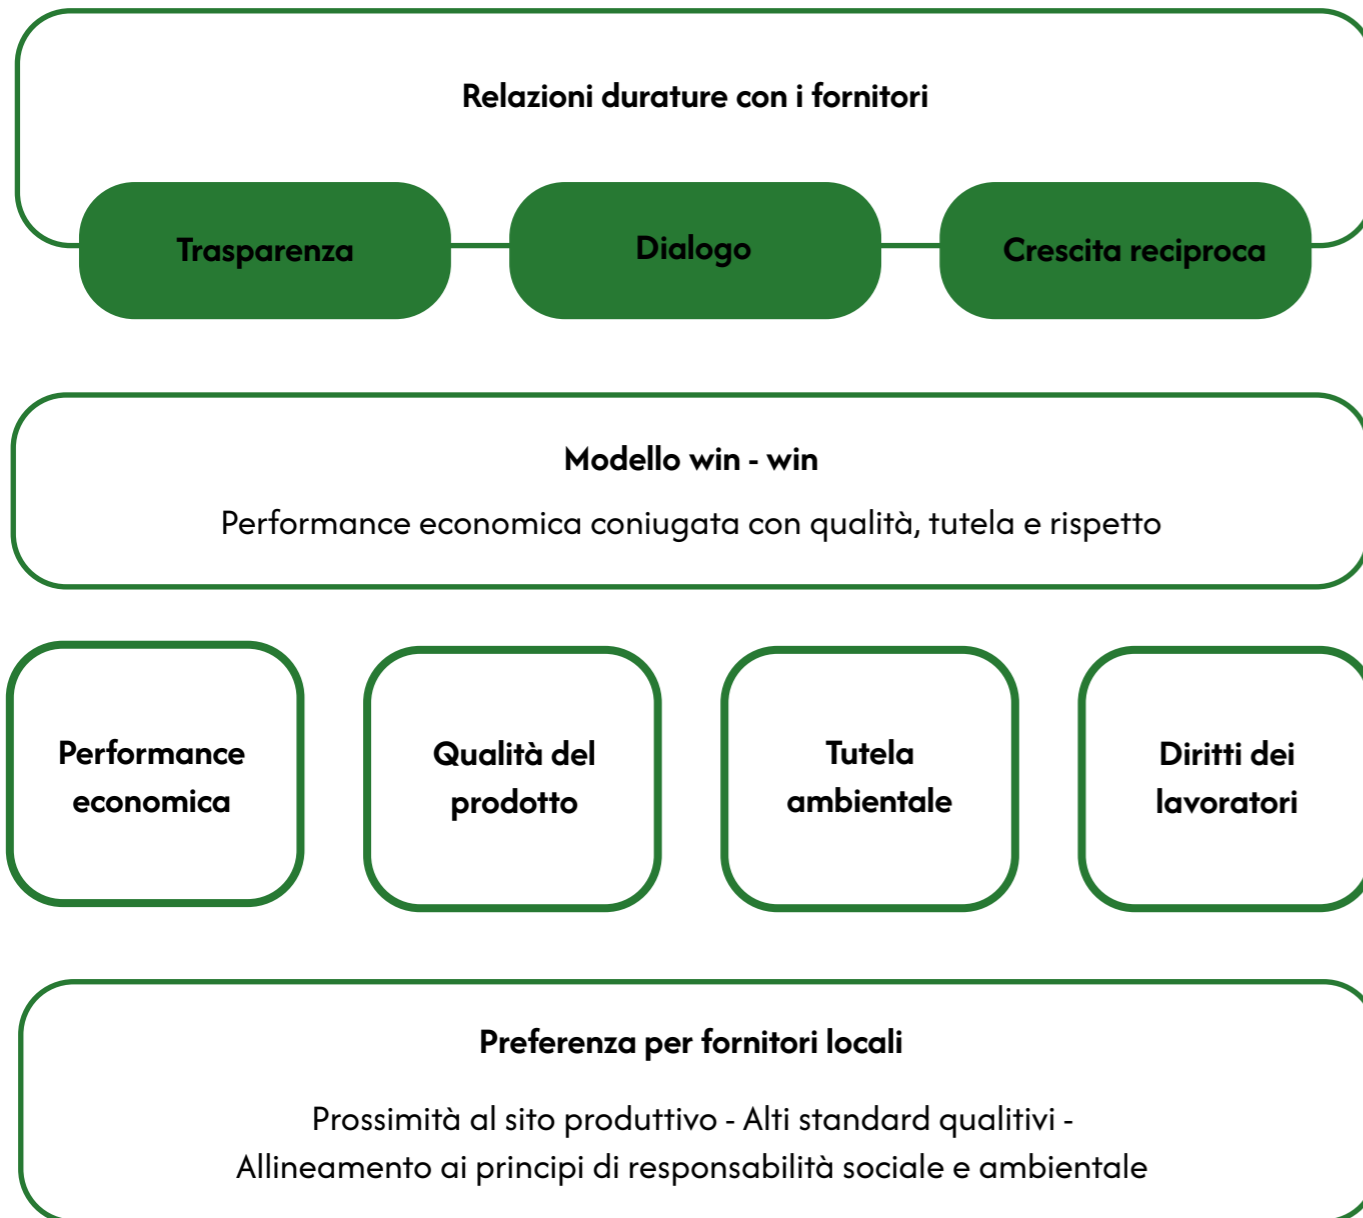 Relazioni durature con i fornitori
Trasparenza
Dialogo
Crescita reciproca
Modello win - win
Performance economica coniugata con qualità, tutela e rispetto
Performance
economica
Qualità del
prodotto
Tutela
ambientale
Diritti dei
lavoratori
Preferenza per fornitori locali
Prossimità al sito produttivo - Alti standard qualitivi -
Allineamento ai principi di responsabilità sociale e ambientale